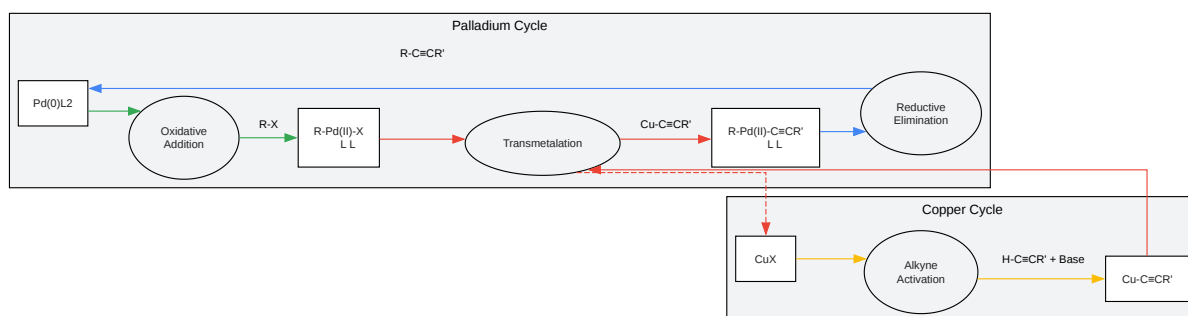 Palladium Cycle
R-C≡CR'
Pd(0)L2
Oxidative
Addition
R-X
R-Pd(II)-X
L L
Transmetalation
Cu-C≡CR'
R-Pd(II)-C≡CR'
L L
Reductive
Elimination
Copper Cycle
CuX
Alkyne
Activation
H-C≡CR' + Base
Cu-C≡CR'